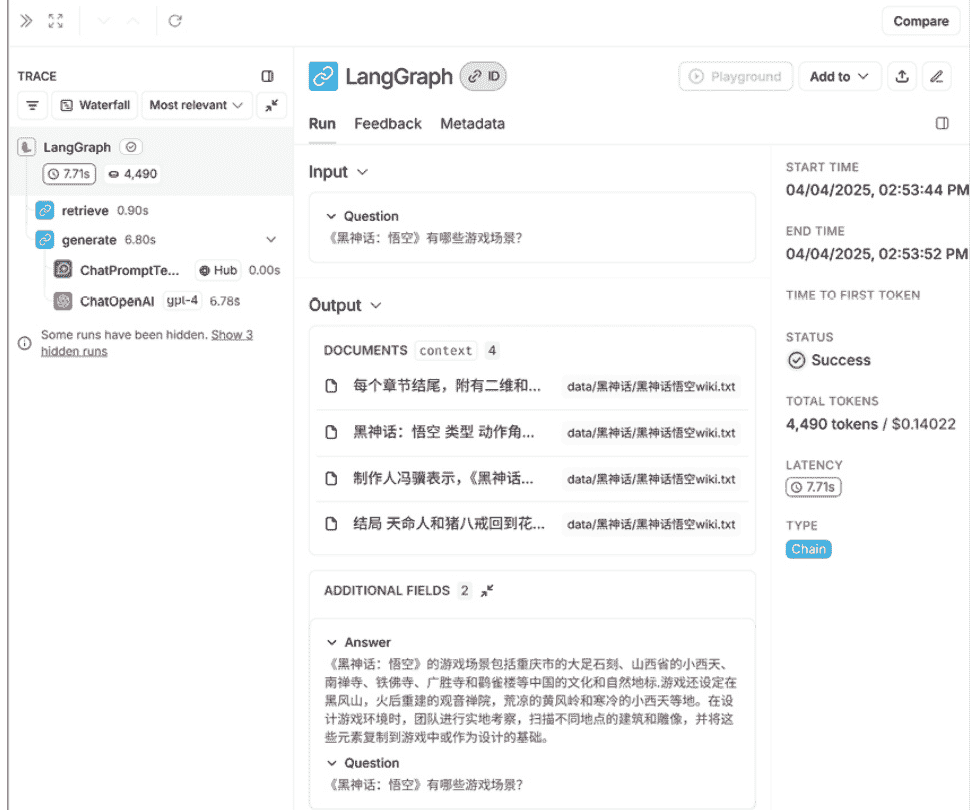 Compare
TRACE
Waterfall
Most relevant
LangGraph
7.71s
4,490
retrieve 0.90s
generate 6.80s
ChatPromptTe... Hub 0.00s
ChatOpenAI gpt-4 6.78s
Some runs have been hidden. Show 3
hidden runs
LangGraph ID
Playground
Add to
Run Feedback Metadata
Input
Question
《黑神话：悟空》有哪些游戏场景？
Output
DOCUMENTS context 4
每个章节结尾，附有二维和... data/黑神话/黑神话悟空wiki.txt
黑神话：悟空 类型 动作角... data/黑神话/黑神话悟空wiki.txt
制作人冯骥表示，《黑神话... data/黑神话/黑神话悟空wiki.txt
结局 天命人和猪八戒回到花... data/黑神话/黑神话悟空wiki.txt
ADDITIONAL FIELDS 2
Answer
《黑神话：悟空》的游戏场景包括重庆市的大足石刻、山西省的小西天、
南禅寺、铁佛寺、广胜寺和鹳雀楼等中国的文化和自然地标.游戏还设定在
黑风山，火后重建的观音禅院，荒凉的黄风岭和寒冷的小西天等地。在设
计游戏环境时，团队进行实地考察，扫描不同地点的建筑和雕像，并将这
些元素复制到游戏中或作为设计的基础。
Question
《黑神话：悟空》有哪些游戏场景？
START TIME
04/04/2025, 02:53:44 PM
END TIME
04/04/2025, 02:53:52 PM
TIME TO FIRST TOKEN
STATUS
Success
TOTAL TOKENS
4,490 tokens / $0.14022
LATENCY
7.71s
TYPE
Chain